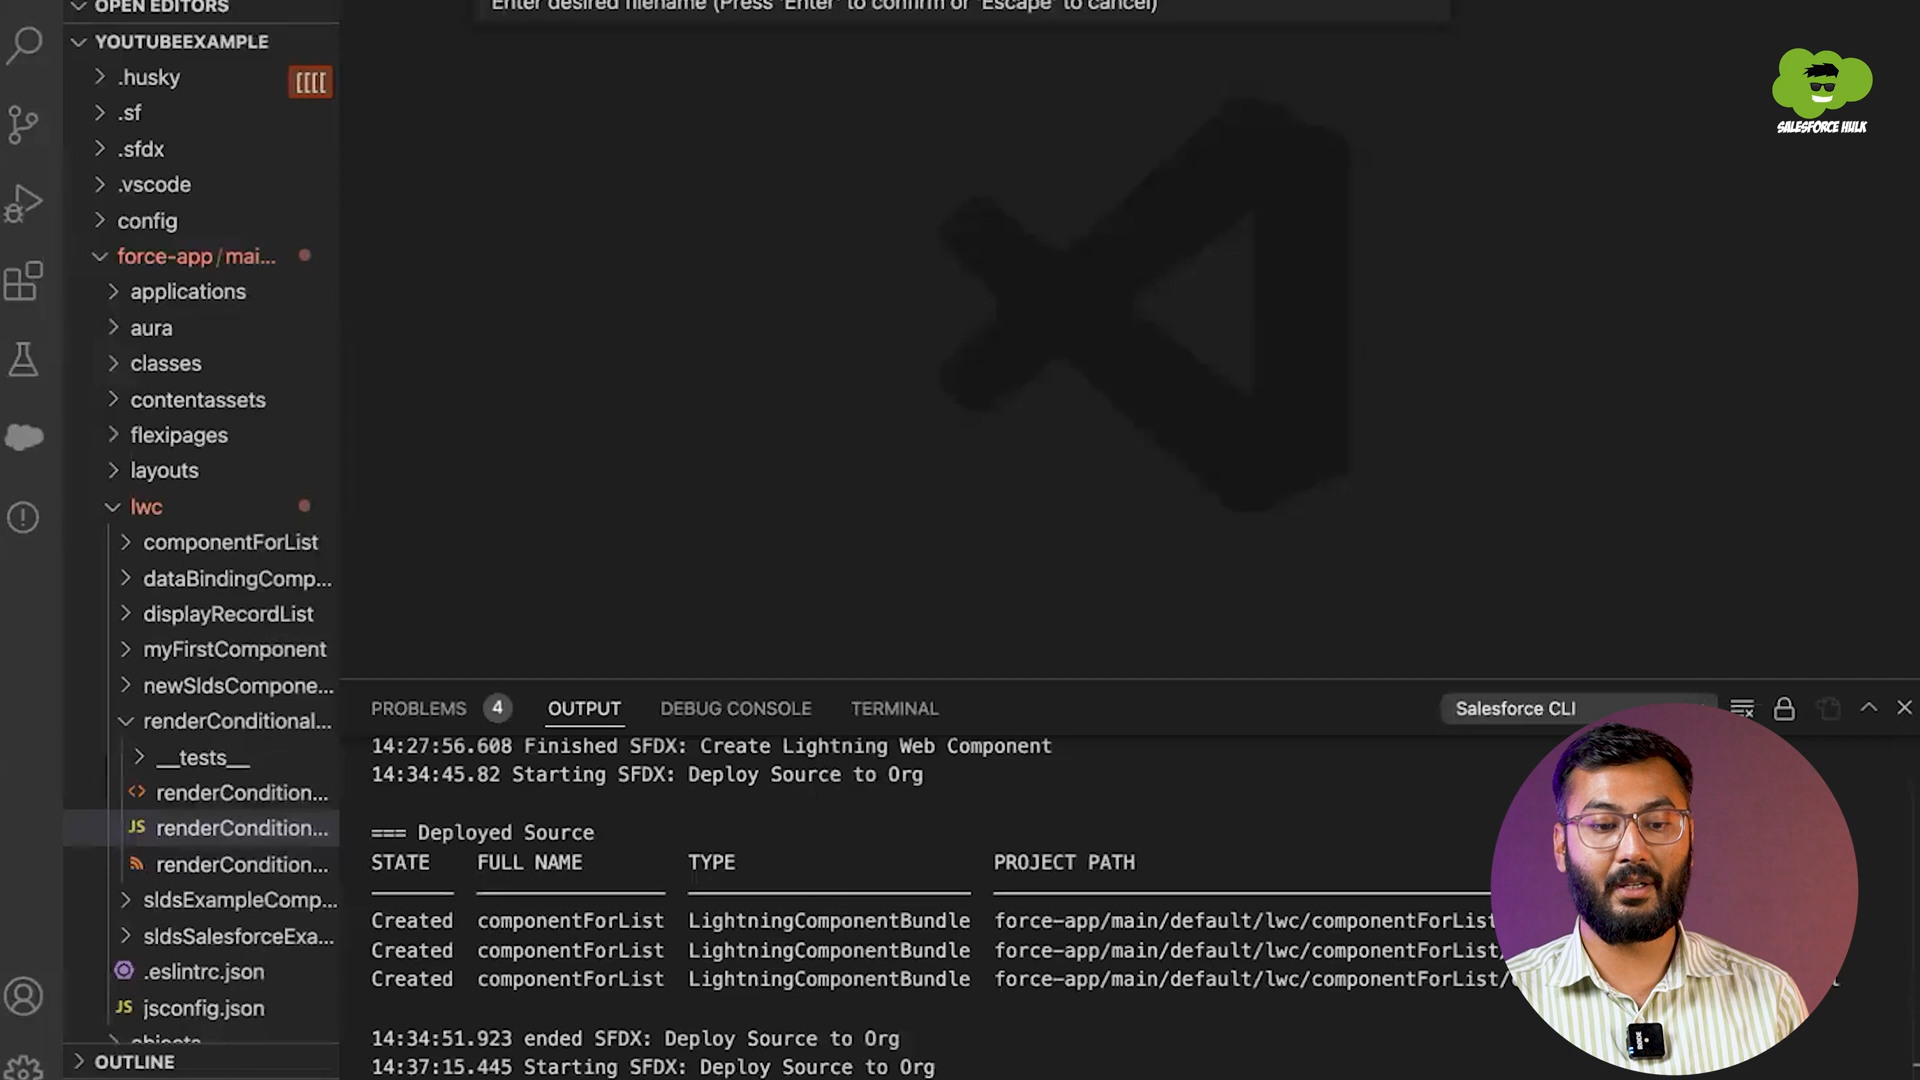 OPEN EDITORS
Enter desired filename (Press 'Enter' to confirm or 'Escape' to cancel)
YOUTUBEEXAMPLE
.husky
[[[[
.sf
.sfdx
.vscode
config
force-app/mai...
applications
aura
classes
contentassets
flexipages
layouts
lwc
componentForList
dataBindingComp...
displayRecordList
myFirstComponent
newSldsCompone...
renderConditional...
__tests__
renderCondition...
JS renderCondition...
renderCondition...
sldsExampleComp...
sldsSalesforceExa...
.eslintrc.json
JS jsconfig.json
objects
OUTLINE
SALESFORCE HULK
PROBLEMS 4 OUTPUT DEBUG CONSOLE TERMINAL Salesforce CLI
14:27:56.608 Finished SFDX: Create Lightning Web Component
14:34:45.82 Starting SFDX: Deploy Source to Org
=== Deployed Source
STATE FULL NAME TYPE PROJECT PATH
Created componentForList LightningComponentBundle force-app/main/default/lwc/componentForList
Created componentForList LightningComponentBundle force-app/main/default/lwc/componentForList/
Created componentForList LightningComponentBundle force-app/main/default/lwc/componentForList/
14:34:51.923 ended SFDX: Deploy Source to Org
14:37:15.445 Starting SFDX: Deploy Source to Org